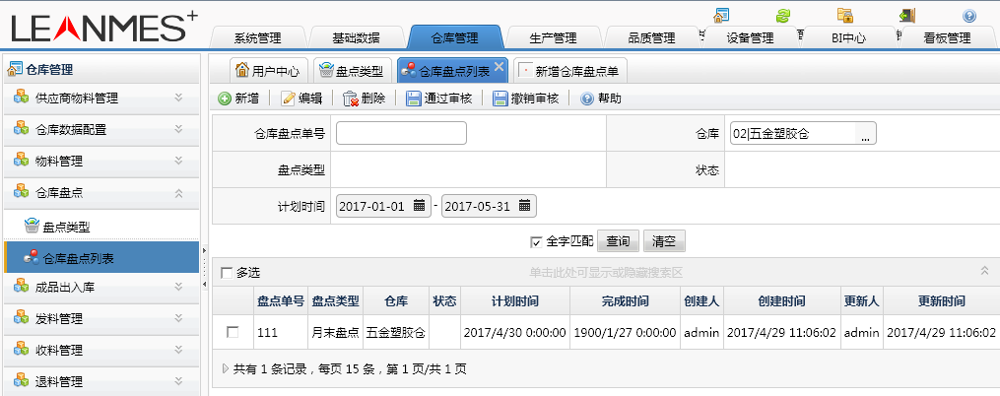 LEANMES+
系统管理 基础数据 仓库管理 生产管理 品质管理 设备管理 BI中心 看板管理
仓库管理
供应商物料管理
仓库数据配置
物料管理
仓库盘点
盘点类型
仓库盘点列表
成品出入库
发料管理
收料管理
退料管理
用户中心 盘点类型 仓库盘点列表 新增仓库盘点单
新增 编辑 删除 通过审核 撤销审核 帮助
仓库盘点单号 仓库 02|五金塑胶仓 ...
盘点类型 状态
计划时间 2017-01-01 - 2017-05-31
全字匹配 查询 清空
多选 单击此处可显示或隐藏搜索区
盘点单号 盘点类型 仓库 状态 计划时间 完成时间 创建人 创建时间 更新人 更新时间
111 月末盘点 五金塑胶仓 2017/4/30 0:00:00 1900/1/27 0:00:00 admin 2017/4/29 11:06:02 admin 2017/4/29 11:06:02
共有 1 条记录，每页 15 条，第 1 页/共 1 页